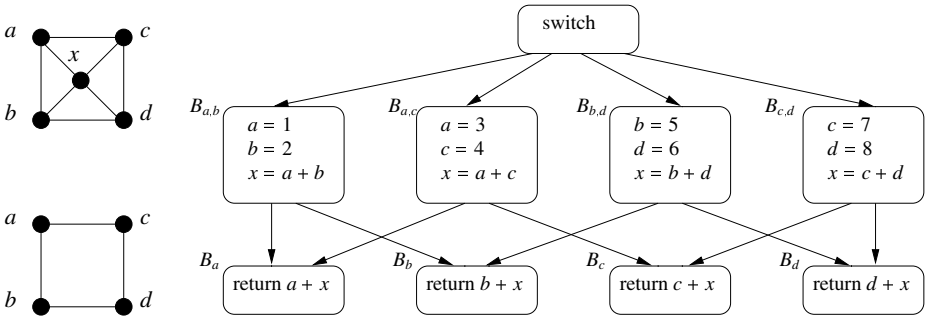 a
c
x
b
d
a
c
b
d
switch
B_{a,b}
a = 1
b = 2
x = a + b
B_{a,c}
a = 3
c = 4
x = a + c
B_{b,d}
b = 5
d = 6
x = b + d
B_{c,d}
c = 7
d = 8
x = c + d
B_a
return a + x
B_b
return b + x
B_c
return c + x
B_d
return d + x